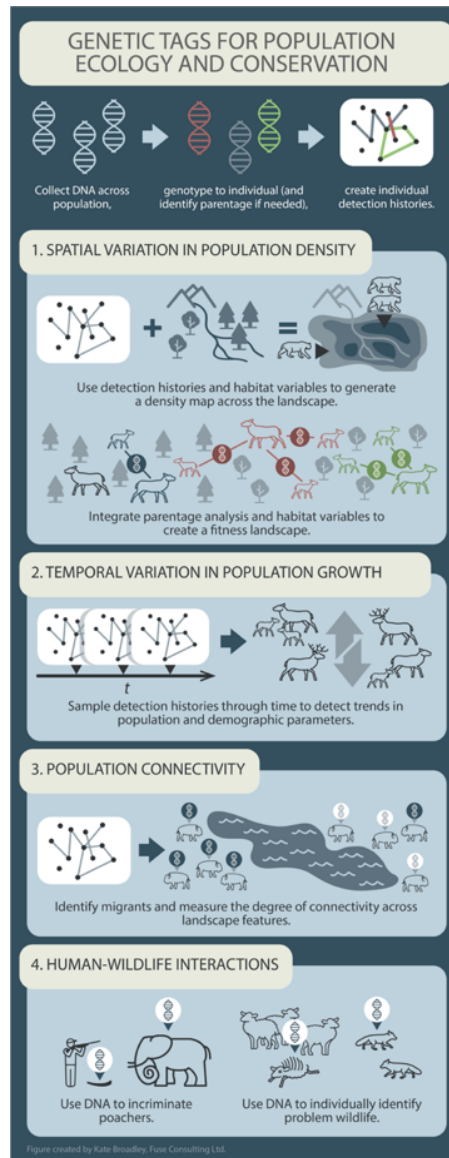 GENETIC TAGS FOR POPULATION
ECOLOGY AND CONSERVATION
Collect DNA across
population,
genotype to individual (and
identify parentage if needed),
create individual
detection histories.
1. SPATIAL VARIATION IN POPULATION DENSITY
Use detection histories and habitat variables to generate
a density map across the landscape.
Integrate parentage analysis and habitat variables to
create a fitness landscape.
2. TEMPORAL VARIATION IN POPULATION GROWTH
t
Sample detection histories through time to detect trends in
population and demographic parameters.
3. POPULATION CONNECTIVITY
Identify migrants and measure the degree of connectivity across
landscape features.
4. HUMAN-WILDLIFE INTERACTIONS
Use DNA to incriminate
poachers.
Use DNA to individually identify
problem wildlife.
Figure created by Kate Broadley, Fuse Consulting Ltd.